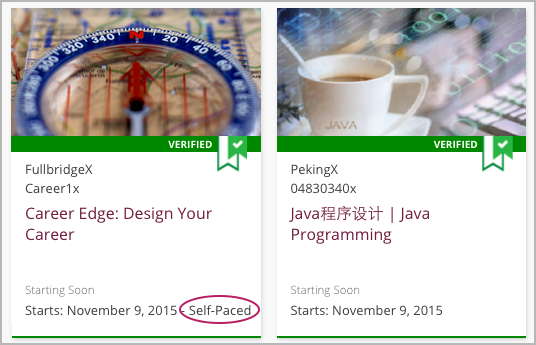 VERIFIED
FullbridgeX
Career1x
Career Edge: Design Your
Career
Starting Soon
Starts: November 9, 2015 - Self-Paced
JAVA
VERIFIED
PekingX
04830340x
Java程序设计 | Java
Programming
Starting Soon
Starts: November 9, 2015